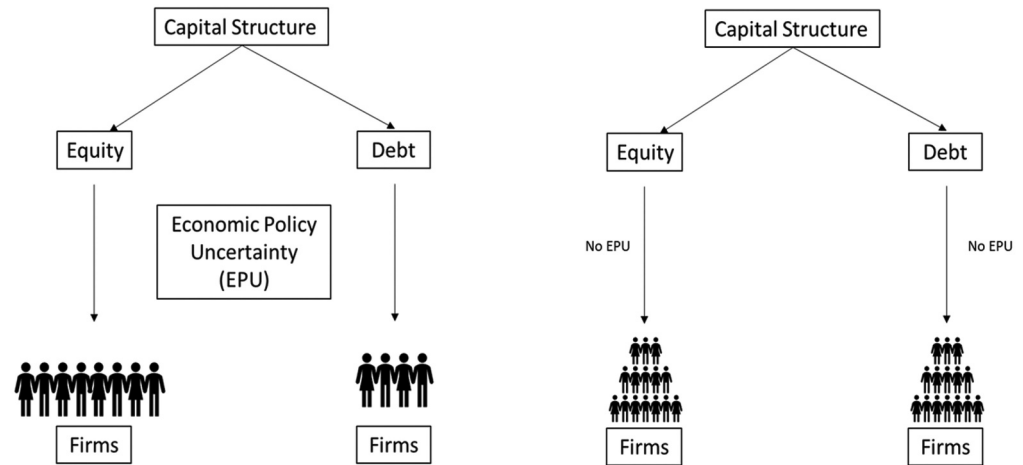 Capital Structure
Equity
Debt
Economic Policy
Uncertainty
(EPU)
Firms
Firms
Capital Structure
Equity
Debt
No EPU
No EPU
Firms
Firms